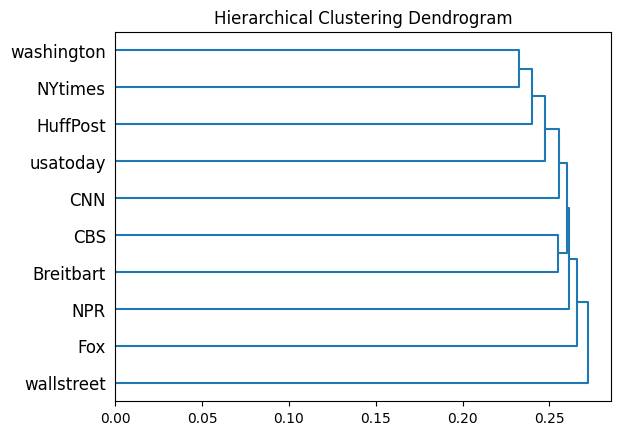 Hierarchical Clustering Dendrogram
washington
NYtimes
HuffPost
usatoday
CNN
CBS
Breitbart
NPR
Fox
wallstreet
0.00 0.05 0.10 0.15 0.20 0.25